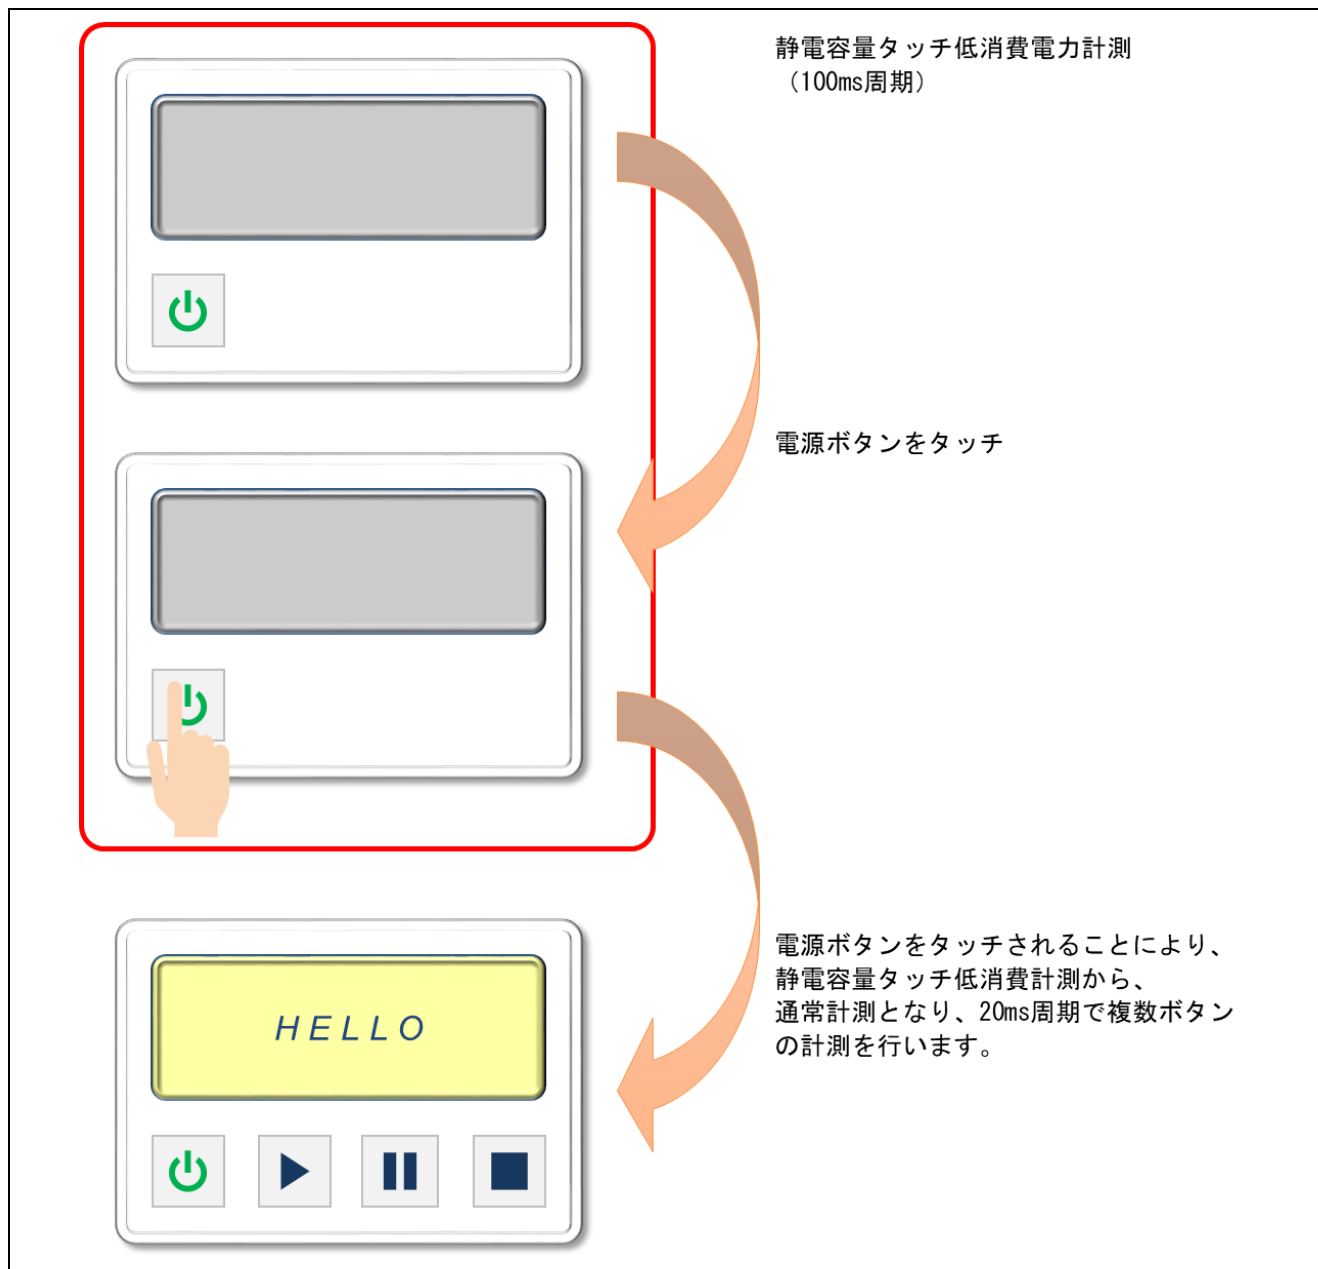 静電容量タッチ低消費電力計測
（100ms周期）
電源ボタンをタッチ
電源ボタンをタッチされることにより、
静電容量タッチ低消費計測から、
通常計測となり、20ms周期で複数ボタン
の計測を行います。
HELLO